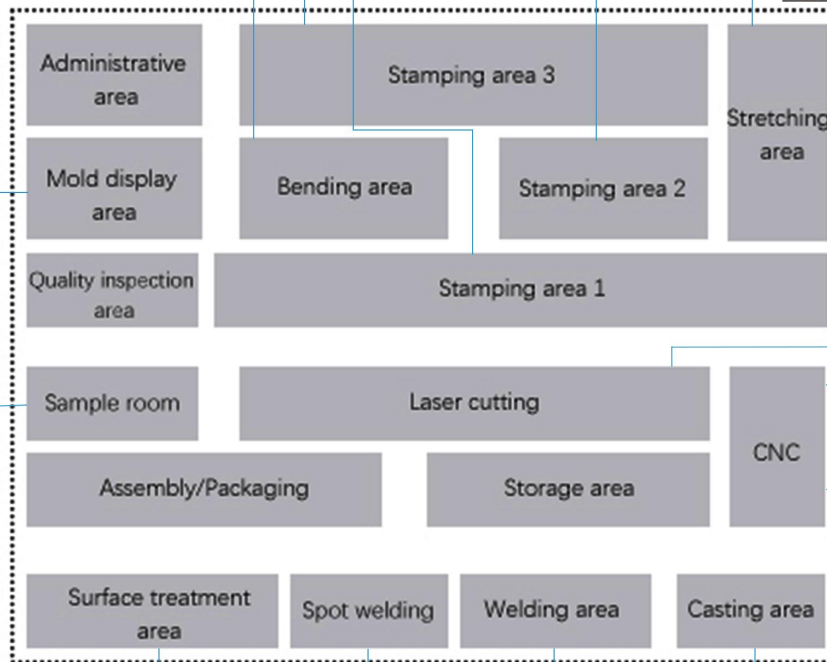 Administrative
area
Stamping area 3
Stretching
area
Mold display
area
Bending area
Stamping area 2
Quality inspection
area
Stamping area 1
Sample room
Laser cutting
CNC
Assembly/Packaging
Storage area
Surface treatment
area
Spot welding
Welding area
Casting area